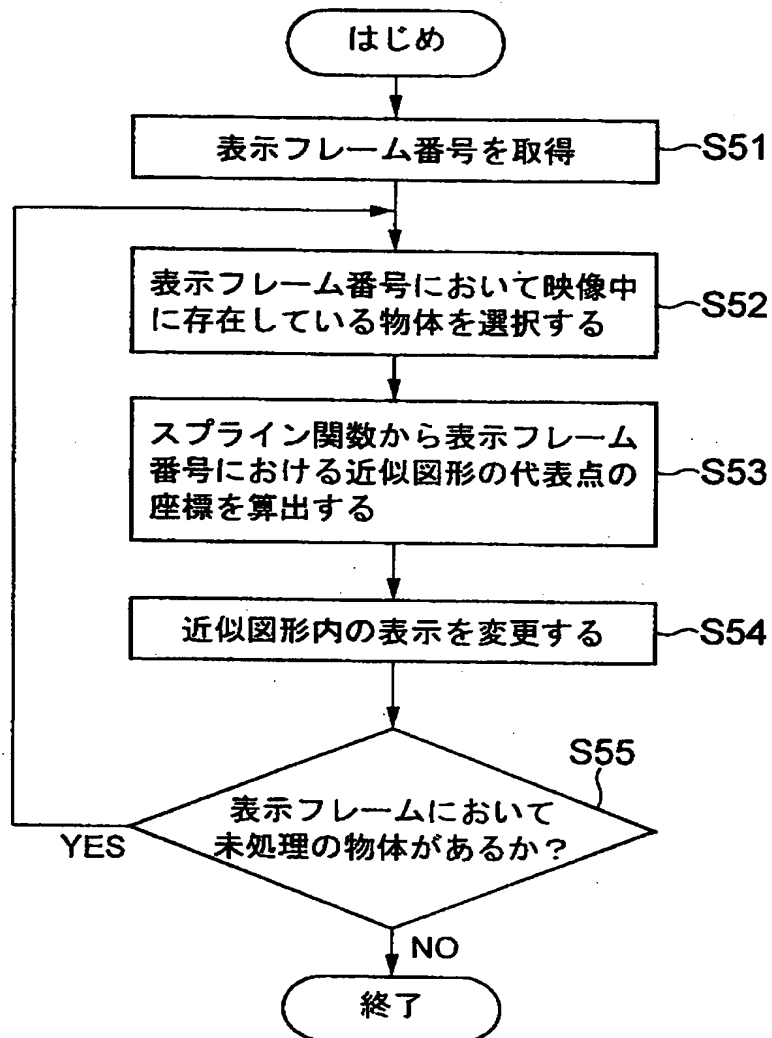 はじめ
表示フレーム番号を取得
S51
表示フレーム番号において映像中
に存在している物体を選択する
S52
スプライン関数から表示フレーム
番号における近似図形の代表点の
座標を算出する
S53
近似図形内の表示を変更する
S54
S55
表示フレームにおいて
未処理の物体があるか?
YES
NO
終了